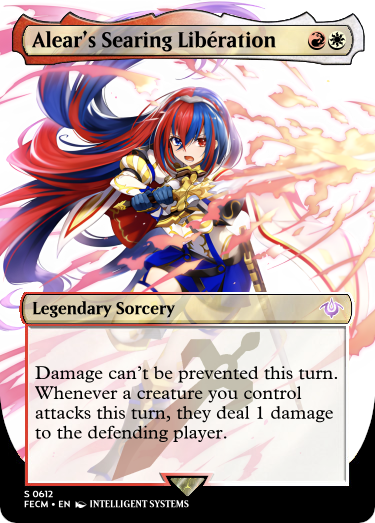 Alear's Searing Libération
Legendary Sorcery
Damage can't be prevented this turn.
Whenever a creature you control
attacks this turn, they deal 1 damage
to the defending player.
S 0612
FECM • EN INTELLIGENT SYSTEMS